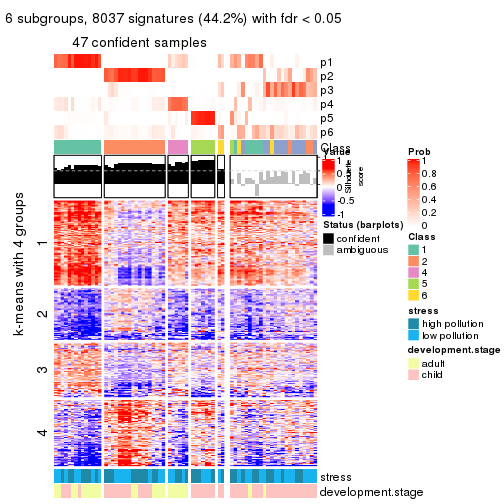 6 subgroups, 8037 signatures (44.2%) with fdr < 0.05
47 confident samples
p1
p2
p3
p4
p5
p6
Class
Silhouette
score
k-means with 4 groups
1
2
3
4
stress
development.stage
Value
1
0.5
0
-0.5
-1
Status (barplots)
confident
ambiguous
Prob
1
0.8
0.6
0.4
0.2
0
Class
1
2
4
5
6
stress
high pollution
low pollution
development.stage
adult
child